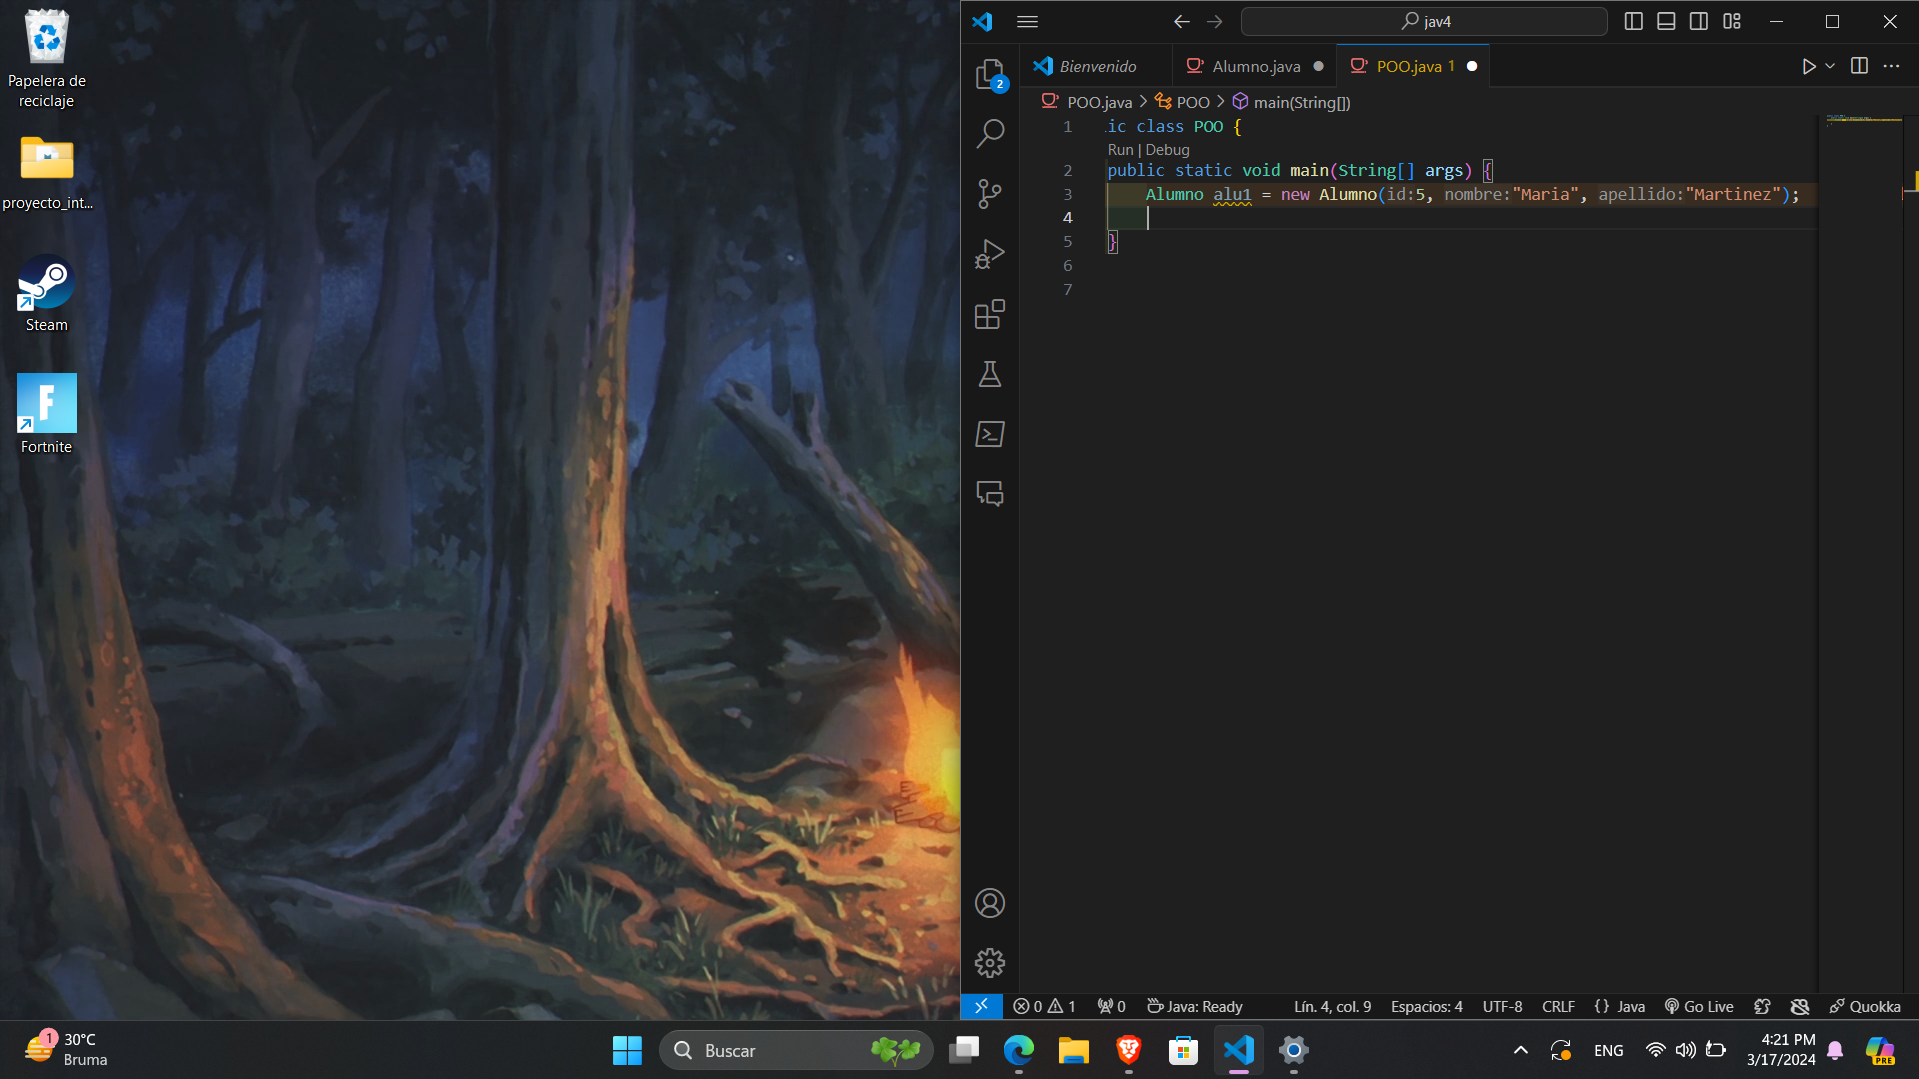 Papelera de
reciclaje
proyecto_int...
Steam
Fortnite
jav4
Bienvenido
Alumno.java
POO.java 1
2
POO.java > POO > main(String[])
1 ic class POO {
Run | Debug
2 public static void main(String[] args) {
3 Alumno alu1 = new Alumno(id:5, nombre:"Maria", apellido:"Martinez");
4
5 }
6
7
0 1 0 Java: Ready Lín. 4, col. 9 Espacios: 4 UTF-8 CRLF {} Java Go Live Quokka
1
30°C
Bruma
Buscar
ENG
4:21 PM
3/17/2024
PRE